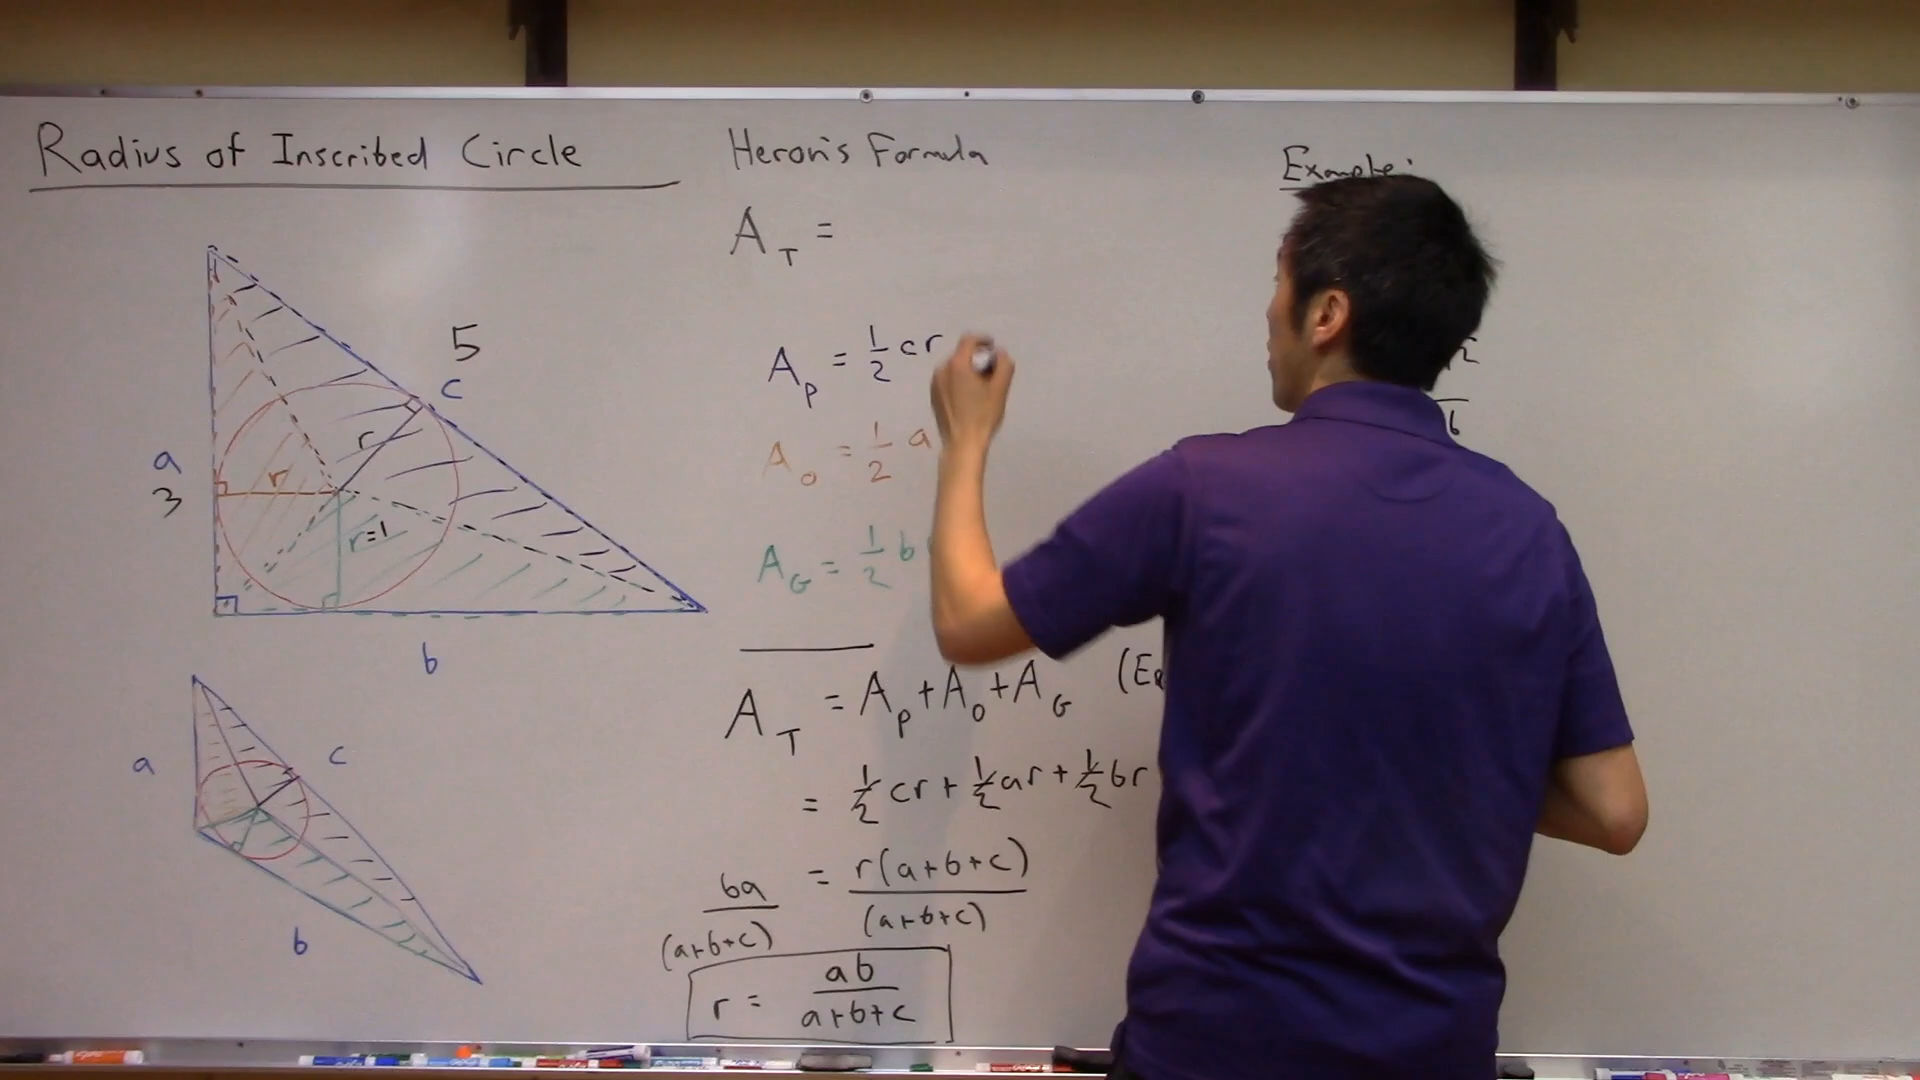 Radius of Inscribed Circle
5
c
r
a
3
r
r=1
b
a
c
b
Heron's Formula
A_T =
A_p = 1/2 cr
A_o = 1/2 a
A_G = 1/2 b
A_T = A_p + A_o + A_G
= 1/2 cr + 1/2 ar + 1/2 br
ba/(a+b+c) = r(a+b+c)/(a+b+c)
r = ab/(a+b+c)
Example: